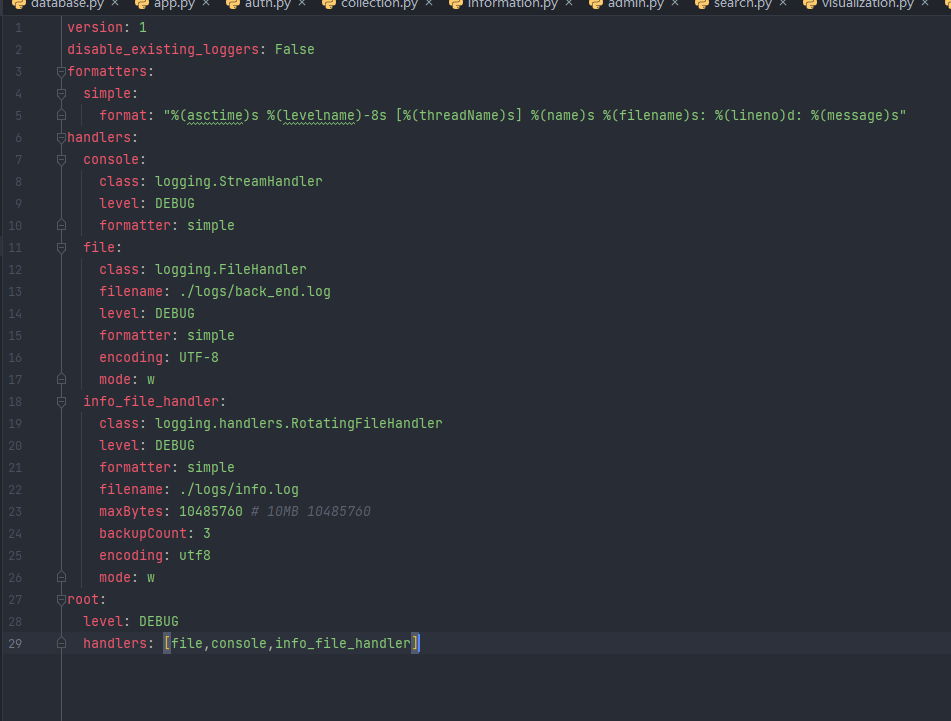 database.py × app.py × auth.py × collection.py × information.py × admin.py × search.py × visualization.py ×
1 version: 1
2 disable_existing_loggers: False
3 formatters:
4 simple:
5 format: "%(asctime)s %(levelname)-8s [%(threadName)s] %(name)s %(filename)s: %(lineno)d: %(message)s"
6 handlers:
7 console:
8 class: logging.StreamHandler
9 level: DEBUG
10 formatter: simple
11 file:
12 class: logging.FileHandler
13 filename: ./logs/back_end.log
14 level: DEBUG
15 formatter: simple
16 encoding: UTF-8
17 mode: w
18 info_file_handler:
19 class: logging.handlers.RotatingFileHandler
20 level: DEBUG
21 formatter: simple
22 filename: ./logs/info.log
23 maxBytes: 10485760 # 10MB 10485760
24 backupCount: 3
25 encoding: utf8
26 mode: w
27 root:
28 level: DEBUG
29 handlers: [file,console,info_file_handler]